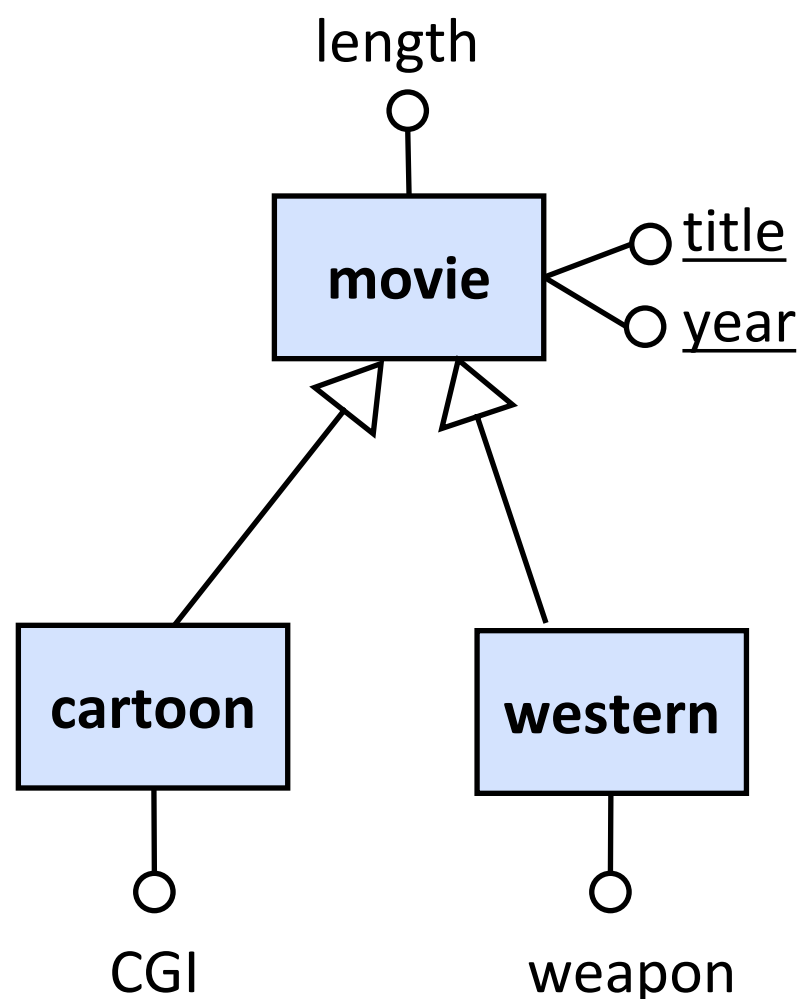 length
movie
title
year
cartoon
western
CGI
weapon